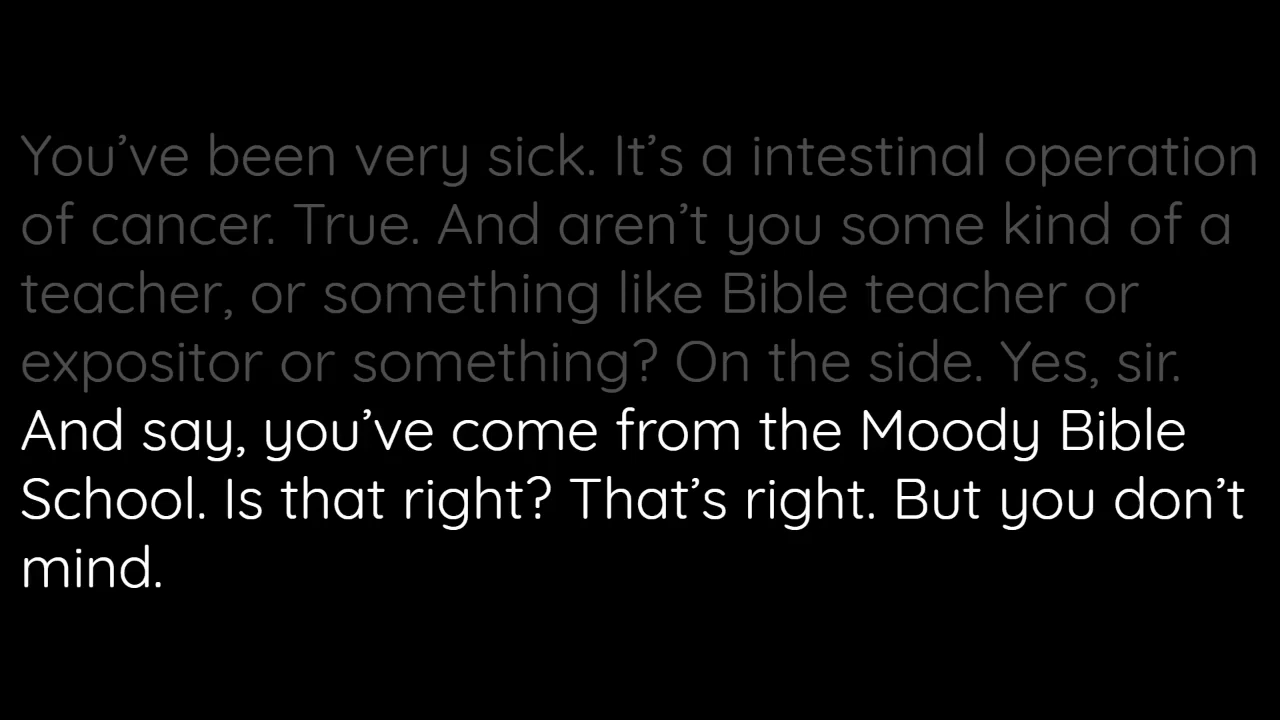 You’ve been very sick. It’s a intestinal operation
of cancer. True. And aren’t you some kind of a
teacher, or something like Bible teacher or
expositor or something? On the side. Yes, sir.
And say, you’ve come from the Moody Bible
School. Is that right? That’s right. But you don’t
mind.